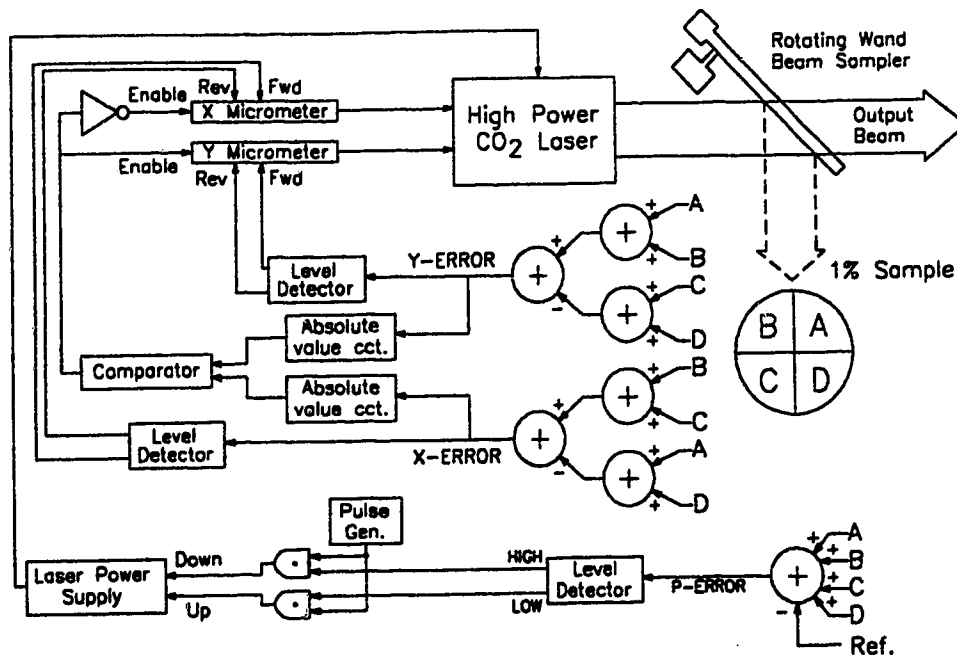 Rotating Wand
Beam Sampler
Enable
Rev
Fwd
X Micrometer
High Power
CO2 Laser
Output
Beam
Y Micrometer
Enable
Rev
Fwd
+
+
A
+
+
B
Y-ERROR
+
-
+
+
C
+
D
Level
Detector
1% Sample
B A
C D
Absolute
value cct.
Comparator
Absolute
value cct.
+
+
B
+
+
C
Level
Detector
X-ERROR
+
-
+
+
A
+
D
Pulse
Gen.
Down
HIGH
Laser Power
Supply
Level
Detector
P-ERROR
+
+
A
+
B
+
C
+
D
-
Up
LOW
Ref.